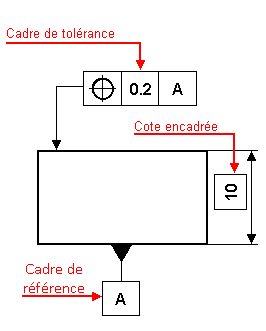 Cadre de tolérance
0.2 A
Cote encadrée
10
Cadre de
référence
A